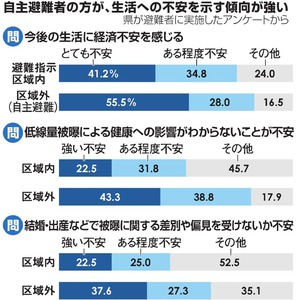 自主避難者の方が、生活への不安を示す傾向が強い
県が避難者に実施したアンケートから
問 今後の生活に経済不安を感じる
とても不安 ある程度不安 その他
避難指示区域内 41.2% 34.8 24.0
区域外(自主避難) 55.5% 28.0 16.5
問 低線量被曝による健康への影響がわからないことが不安
強い不安 ある程度不安 その他
区域内 22.5 31.8 45.7
区域外 43.3 38.8 17.9
問 結婚・出産などで被曝に関する差別や偏見を受けないか不安
強い不安 ある程度不安 その他
区域内 22.5 25.0 52.5
区域外 37.6 27.3 35.1